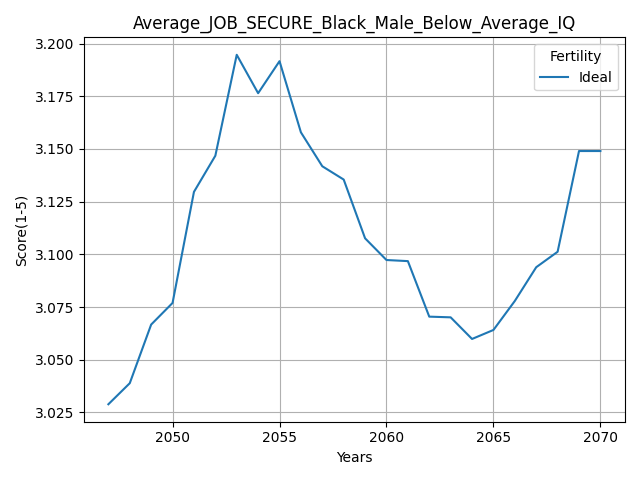 Average_JOB_SECURE_Black_Male_Below_Average_IQ
Fertility
Ideal
Score(1-5)
3.200
3.175
3.150
3.125
3.100
3.075
3.050
3.025
2050 2055 2060 2065 2070
Years